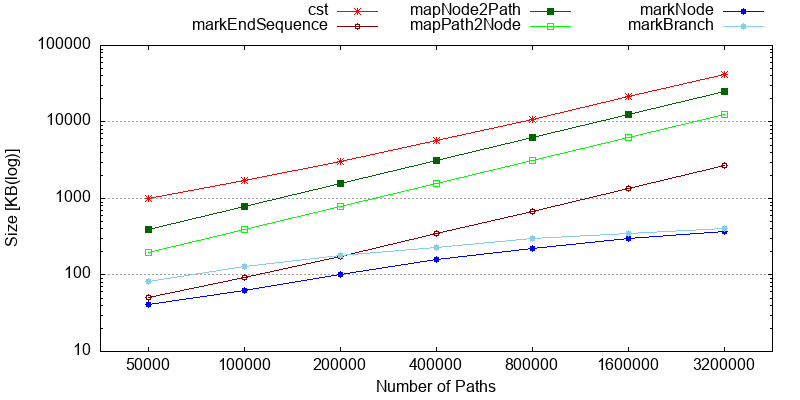 cst mapNode2Path markNode
markEndSequence mapPath2Node markBranch
100000
10000
1000
100
10
Size [KB(log)]
50000 100000 200000 400000 800000 1600000 3200000
Number of Paths